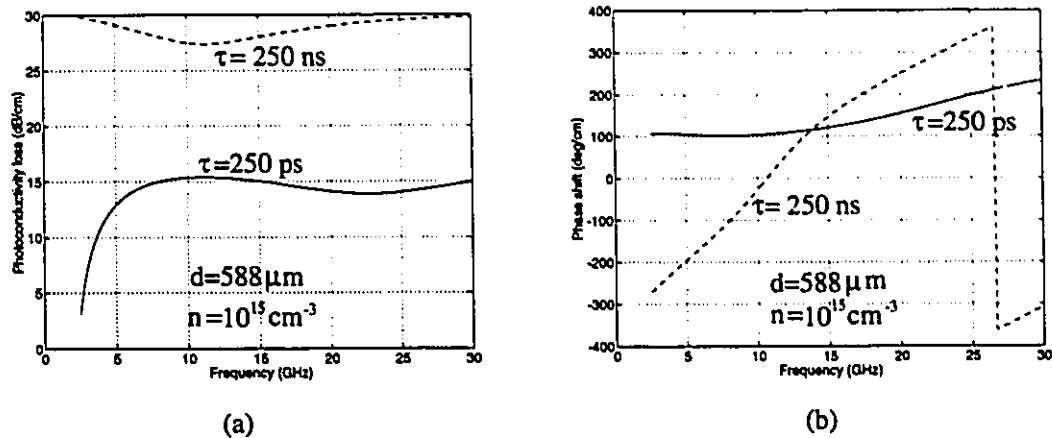 30
25
20
15
10
5
0
Photoconductivity loss (dB/cm)
τ= 250 ns
τ=250 ps
d=588μm
n=10¹⁵cm⁻³
0 5 10 15 20 25 30
Frequency (GHz)
(a)
400
300
200
100
0
-100
-200
-300
-400
Phase shift (deg/cm)
τ=250 ps
τ= 250 ns
d=588μm
n=10¹⁵cm⁻³
0 5 10 15 20 25 30
Frequency (GHz)
(b)